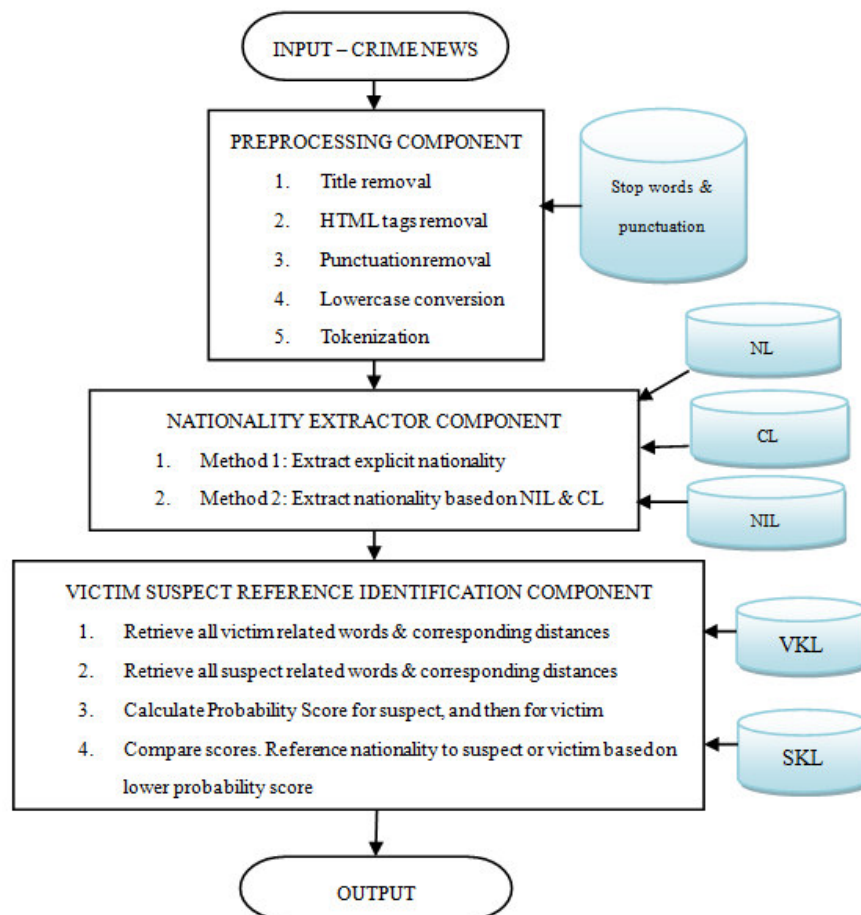 INPUT – CRIME NEWS
PREPROCESSING COMPONENT
1. Title removal
2. HTML tags removal
3. Punctuation removal
4. Lowercase conversion
5. Tokenization
Stop words &
punctuation
NL
CL
NIL
NATIONALITY EXTRACTOR COMPONENT
1. Method 1: Extract explicit nationality
2. Method 2: Extract nationality based on NIL & CL
VICTIM SUSPECT REFERENCE IDENTIFICATION COMPONENT
1. Retrieve all victim related words & corresponding distances
2. Retrieve all suspect related words & corresponding distances
3. Calculate Probability Score for suspect, and then for victim
4. Compare scores. Reference nationality to suspect or victim based on
lower probability score
VKL
SKL
OUTPUT